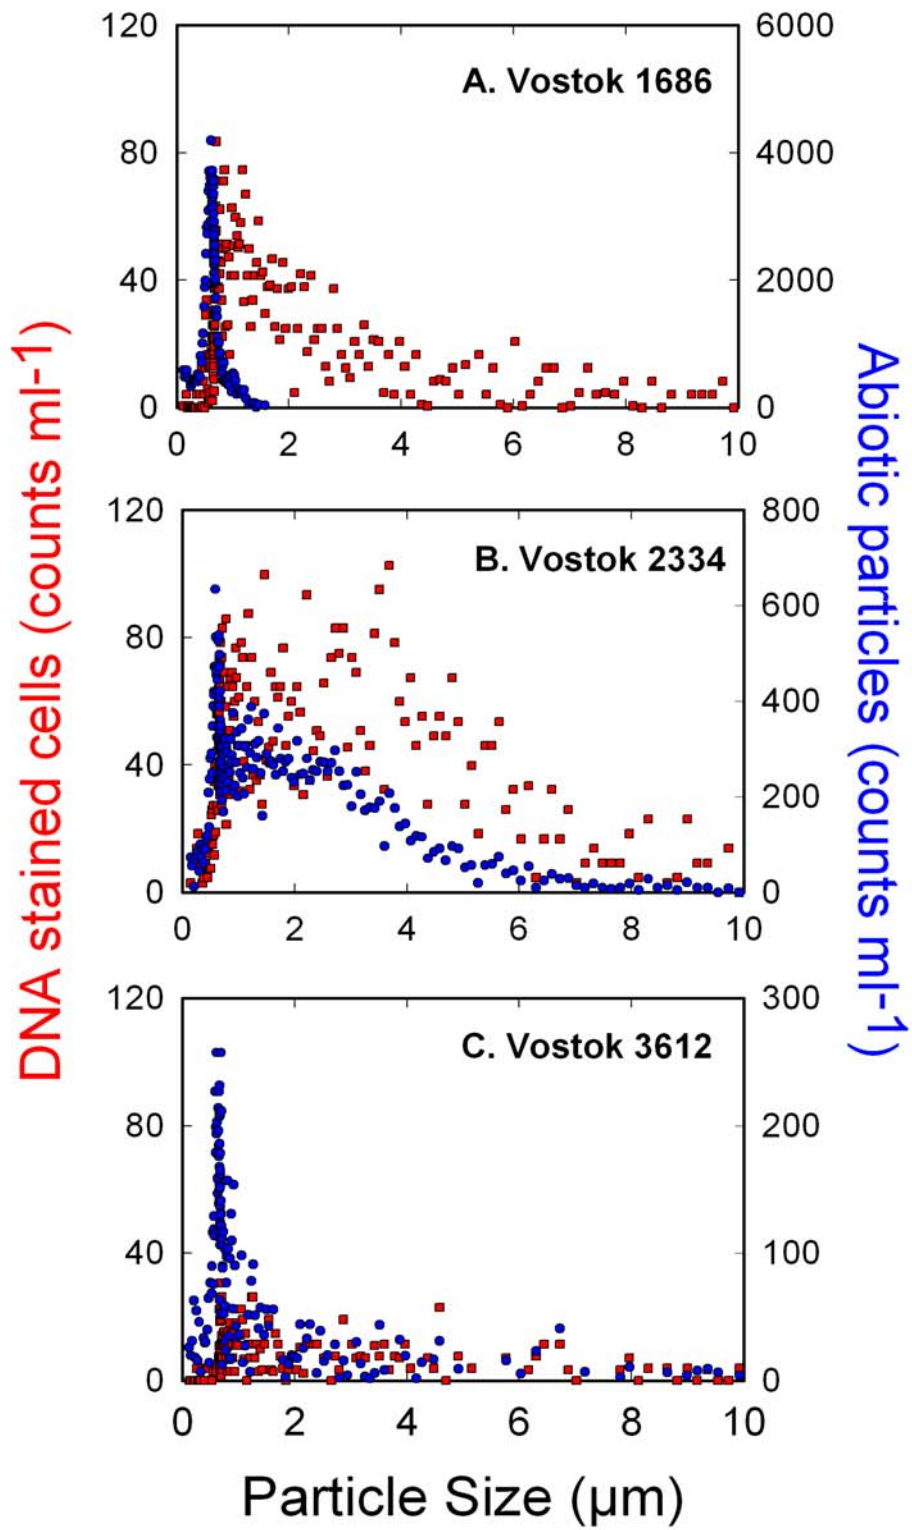 DNA stained cells (counts ml-1)
Abiotic particles (counts ml-1)
A. Vostok 1686
120
80
40
0
6000
4000
2000
0
0 2 4 6 8 10
B. Vostok 2334
120
80
40
0
800
600
400
200
0
0 2 4 6 8 10
C. Vostok 3612
120
80
40
0
300
200
100
0
0 2 4 6 8 10
Particle Size (µm)